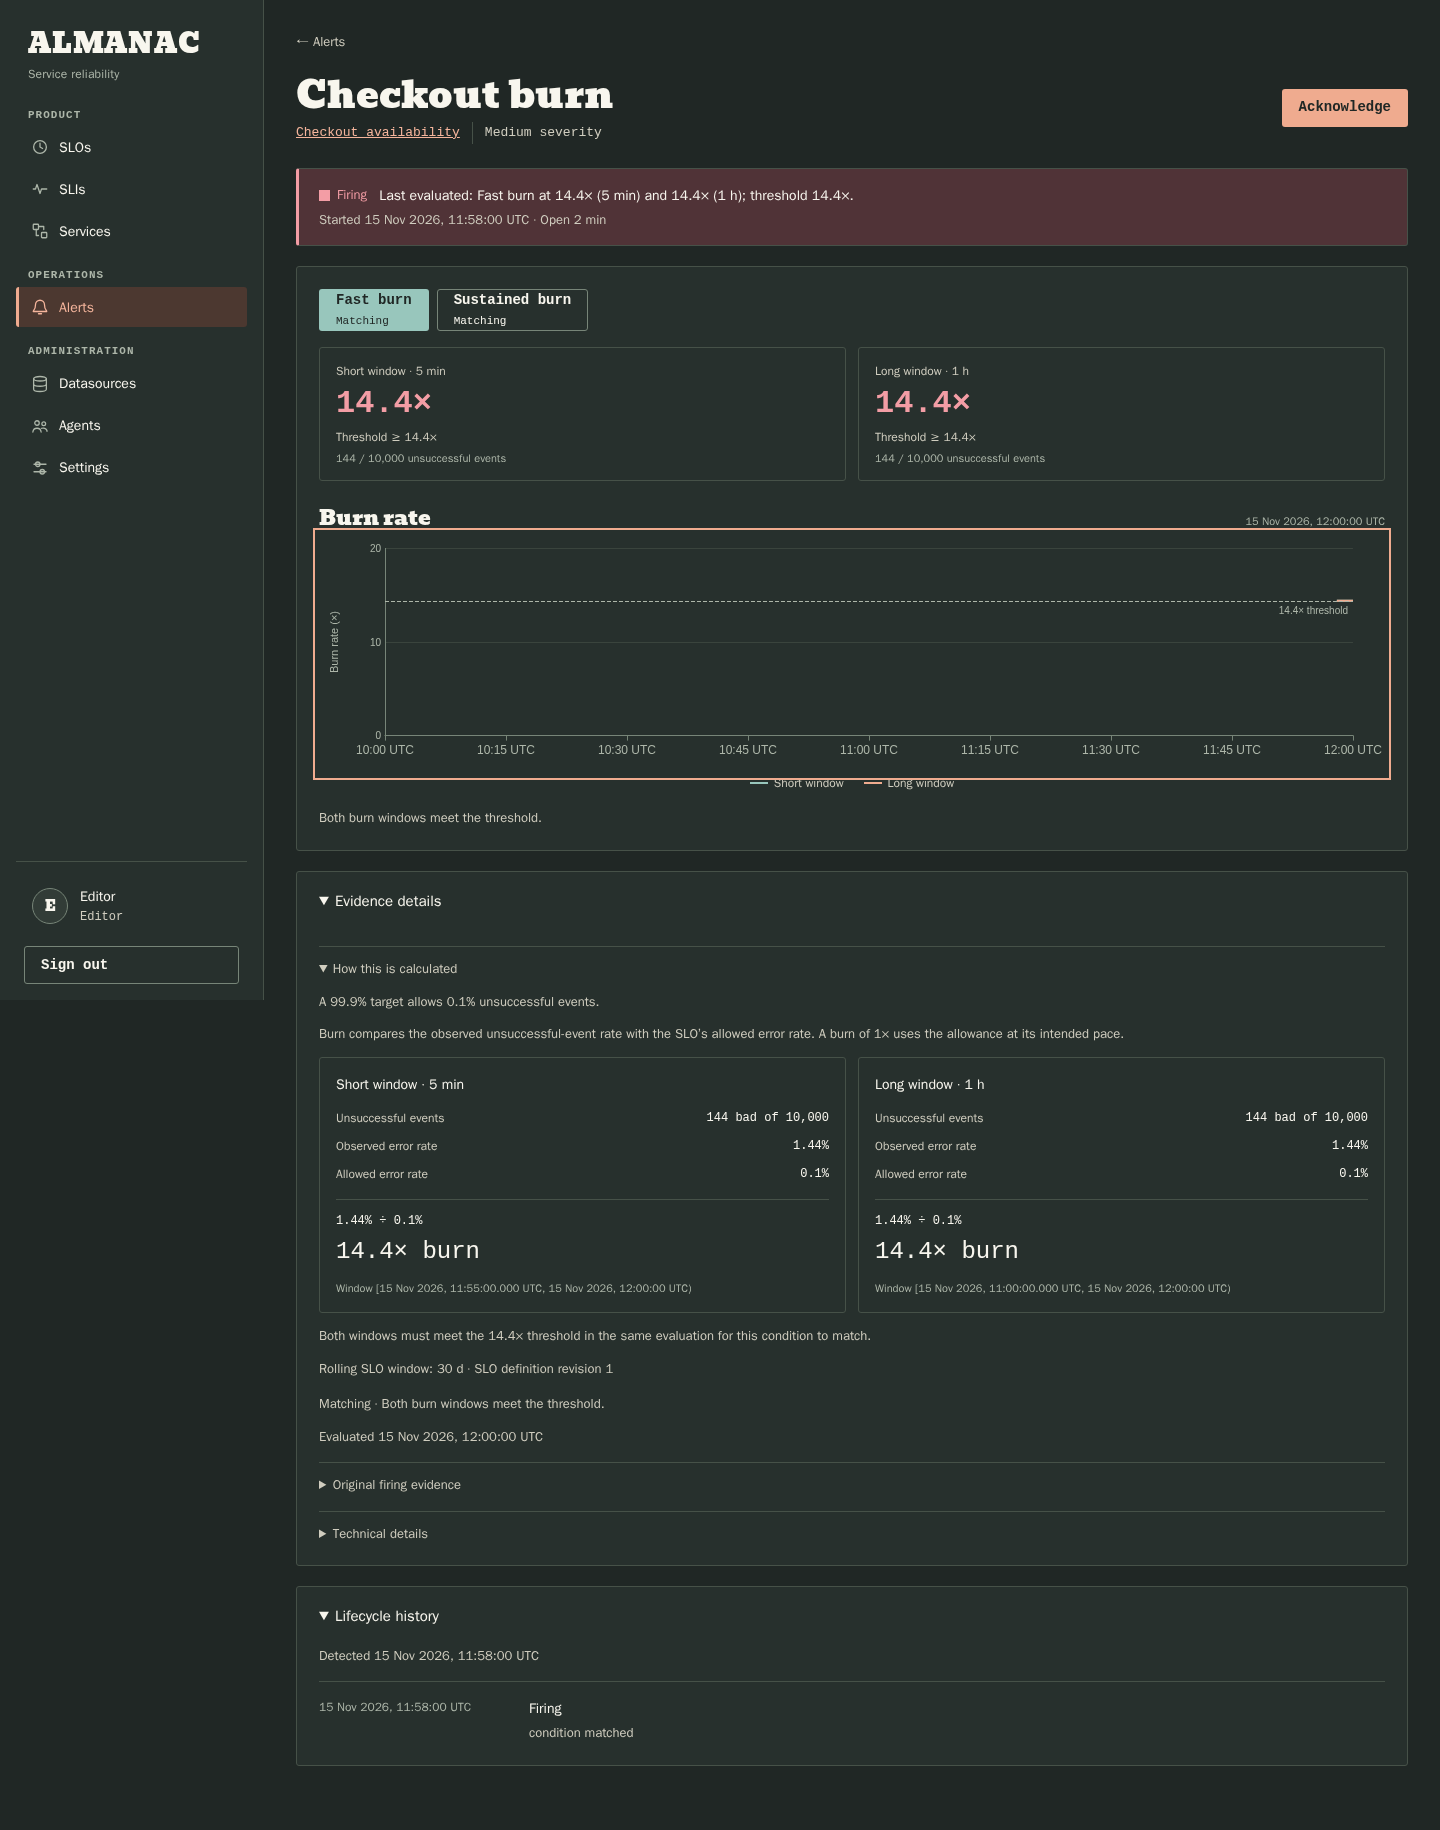 ALMANAC
Service reliability
PRODUCT
SLOs
SLIs
Services
OPERATIONS
Alerts
ADMINISTRATION
Datasources
Agents
Settings
E
Editor
Editor
Sign out
← Alerts
Checkout burn
Checkout availability
Medium severity
Acknowledge
Firing Last evaluated: Fast burn at 14.4× (5 min) and 14.4× (1 h); threshold 14.4×.
Started 15 Nov 2026, 11:58:00 UTC · Open 2 min
Fast burn
Matching
Sustained burn
Matching
Short window · 5 min
14.4×
Threshold ≥ 14.4×
144 / 10,000 unsuccessful events
Long window · 1 h
14.4×
Threshold ≥ 14.4×
144 / 10,000 unsuccessful events
Burn rate
15 Nov 2026, 12:00:00 UTC
Burn rate (×)
20
10
0
14.4× threshold
10:00 UTC 10:15 UTC 10:30 UTC 10:45 UTC 11:00 UTC 11:15 UTC 11:30 UTC 11:45 UTC 12:00 UTC
Short window Long window
Both burn windows meet the threshold.
▼ Evidence details
▼ How this is calculated
A 99.9% target allows 0.1% unsuccessful events.
Burn compares the observed unsuccessful-event rate with the SLO's allowed error rate. A burn of 1× uses the allowance at its intended pace.
Short window · 5 min
Unsuccessful events 144 bad of 10,000
Observed error rate 1.44%
Allowed error rate 0.1%
1.44% ÷ 0.1%
14.4× burn
Window [15 Nov 2026, 11:55:00.000 UTC, 15 Nov 2026, 12:00:00 UTC)
Long window · 1 h
Unsuccessful events 144 bad of 10,000
Observed error rate 1.44%
Allowed error rate 0.1%
1.44% ÷ 0.1%
14.4× burn
Window [15 Nov 2026, 11:00:00.000 UTC, 15 Nov 2026, 12:00:00 UTC)
Both windows must meet the 14.4× threshold in the same evaluation for this condition to match.
Rolling SLO window: 30 d · SLO definition revision 1
Matching · Both burn windows meet the threshold.
Evaluated 15 Nov 2026, 12:00:00 UTC
▶ Original firing evidence
▶ Technical details
▼ Lifecycle history
Detected 15 Nov 2026, 11:58:00 UTC
15 Nov 2026, 11:58:00 UTC Firing
condition matched